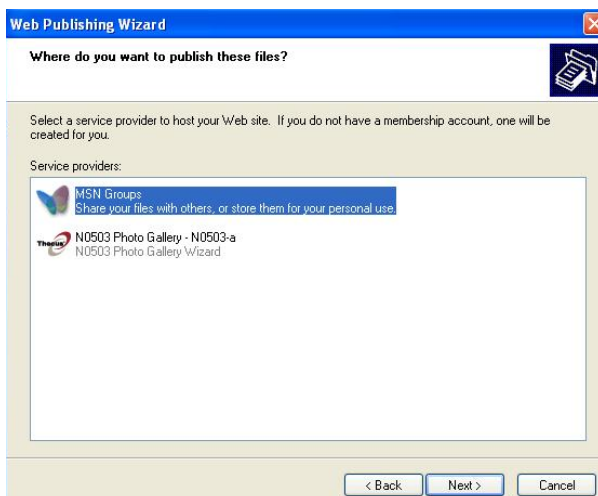 Web Publishing Wizard
Where do you want to publish these files?
Select a service provider to host your Web site. If you do not have a membership account, one will be
created for you.
Service providers:
MSN Groups
Share your files with others, or store them for your personal use.
Thecus N0503 Photo Gallery - N0503-a
N0503 Photo Gallery Wizard
< Back Next > Cancel